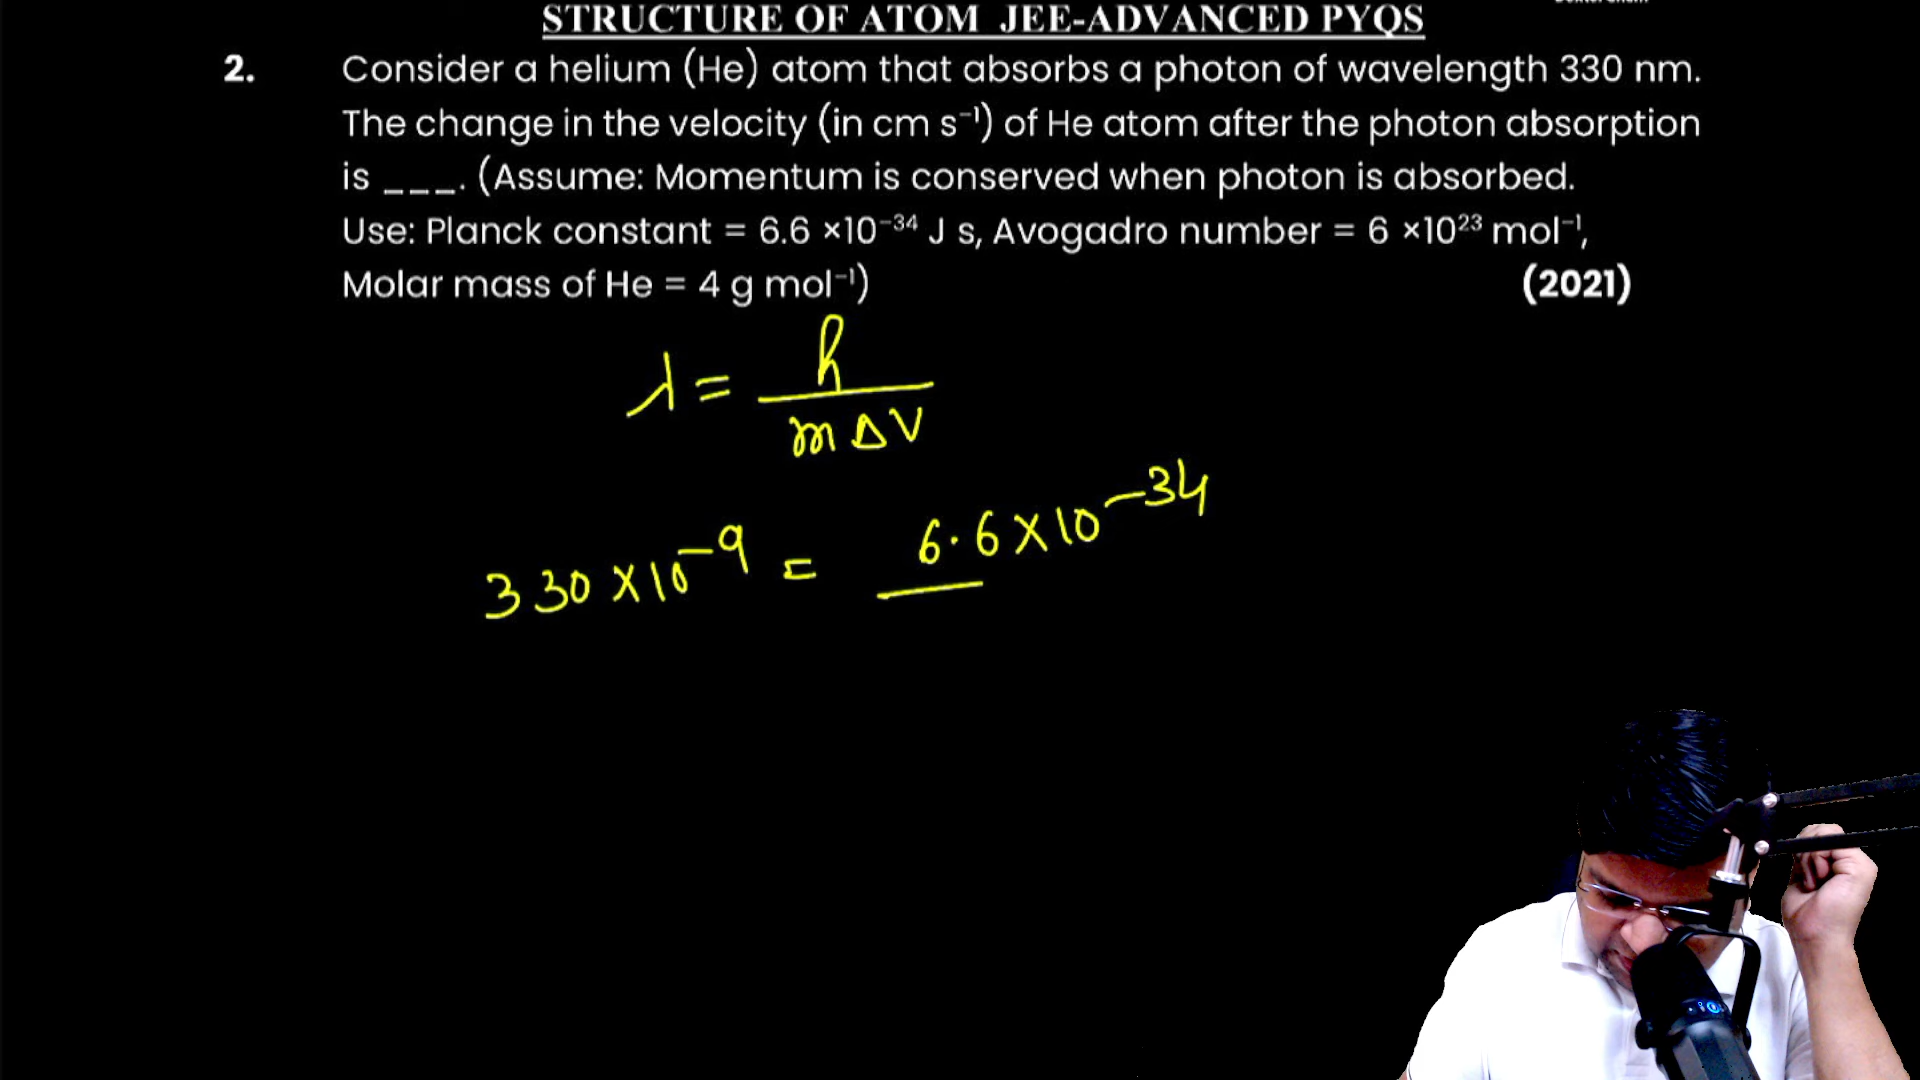 STRUCTURE OF ATOM JEE-ADVANCED PYQS
2. Consider a helium (He) atom that absorbs a photon of wavelength 330 nm.
The change in the velocity (in cm s⁻¹) of He atom after the photon absorption
is ___. (Assume: Momentum is conserved when photon is absorbed.
Use: Planck constant = 6.6 ×10⁻³⁴ J s, Avogadro number = 6 ×10²³ mol⁻¹,
Molar mass of He = 4 g mol⁻¹) (2021)
λ = h / mΔV
330×10⁻⁹ = 6.6×10⁻³⁴